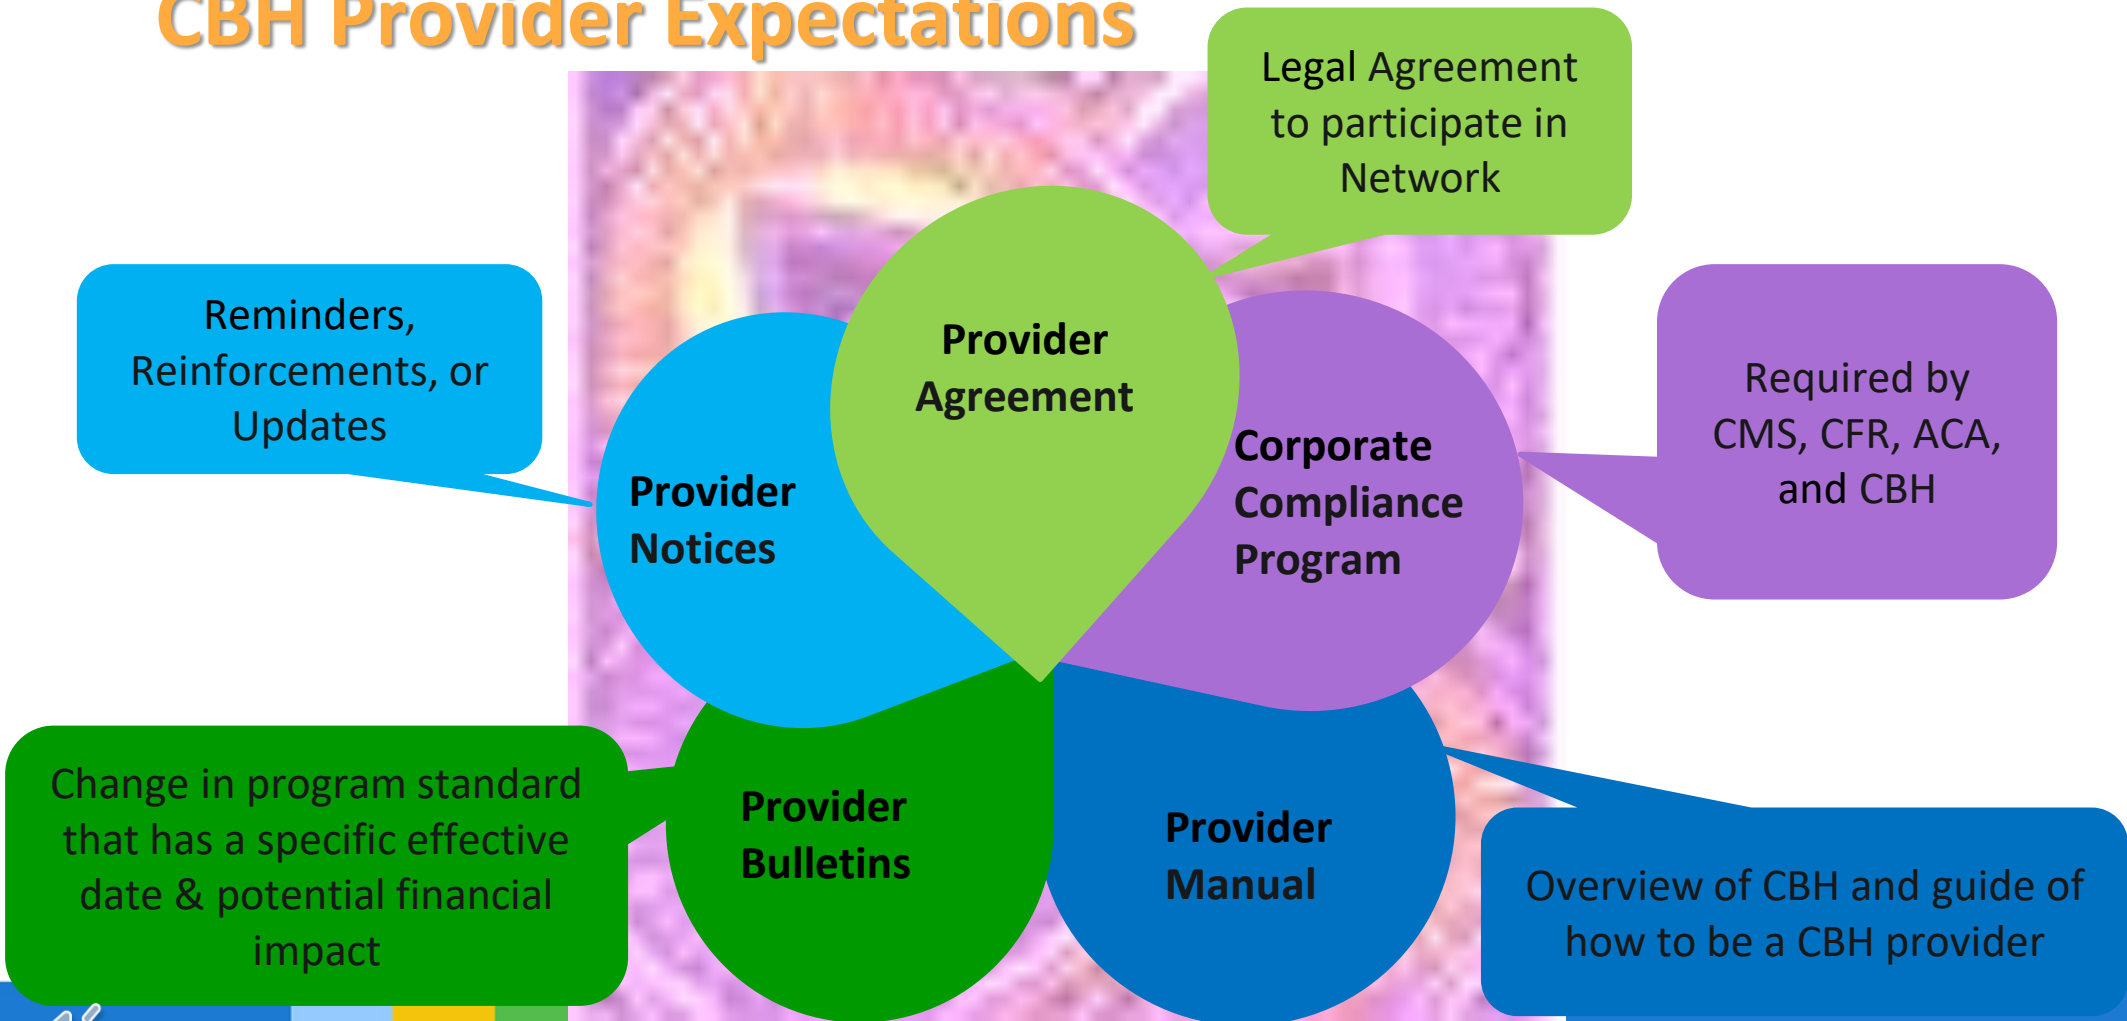 CBH Provider Expectations
Legal Agreement
to participate in
Network
Reminders,
Reinforcements, or
Updates
Provider
Agreement
Required by
CMS, CFR, ACA,
and CBH
Corporate
Compliance
Program
Provider
Notices
Change in program standard
that has a specific effective
date & potential financial
impact
Provider
Bulletins
Provider
Manual
Overview of CBH and guide of
how to be a CBH provider